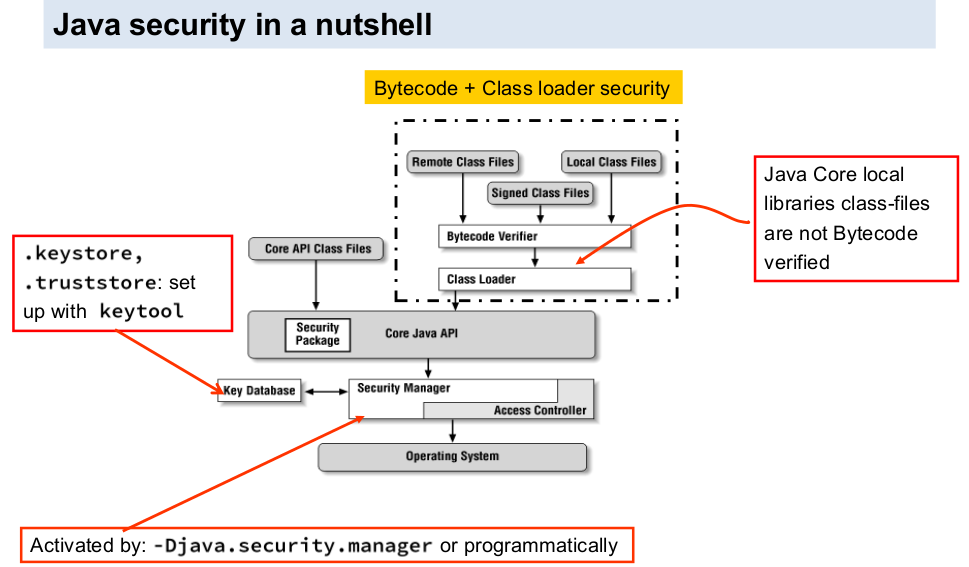 Java security in a nutshell
Bytecode + Class loader security
Remote Class Files
Local Class Files
Signed Class Files
Bytecode Verifier
Class Loader
Java Core local
libraries class-files
are not Bytecode
verified
.keystore,
.truststore: set
up with keytool
Core API Class Files
Security
Package
Core Java API
Key Database
Security Manager
Access Controller
Operating System
Activated by: -Djava.security.manager or programmatically